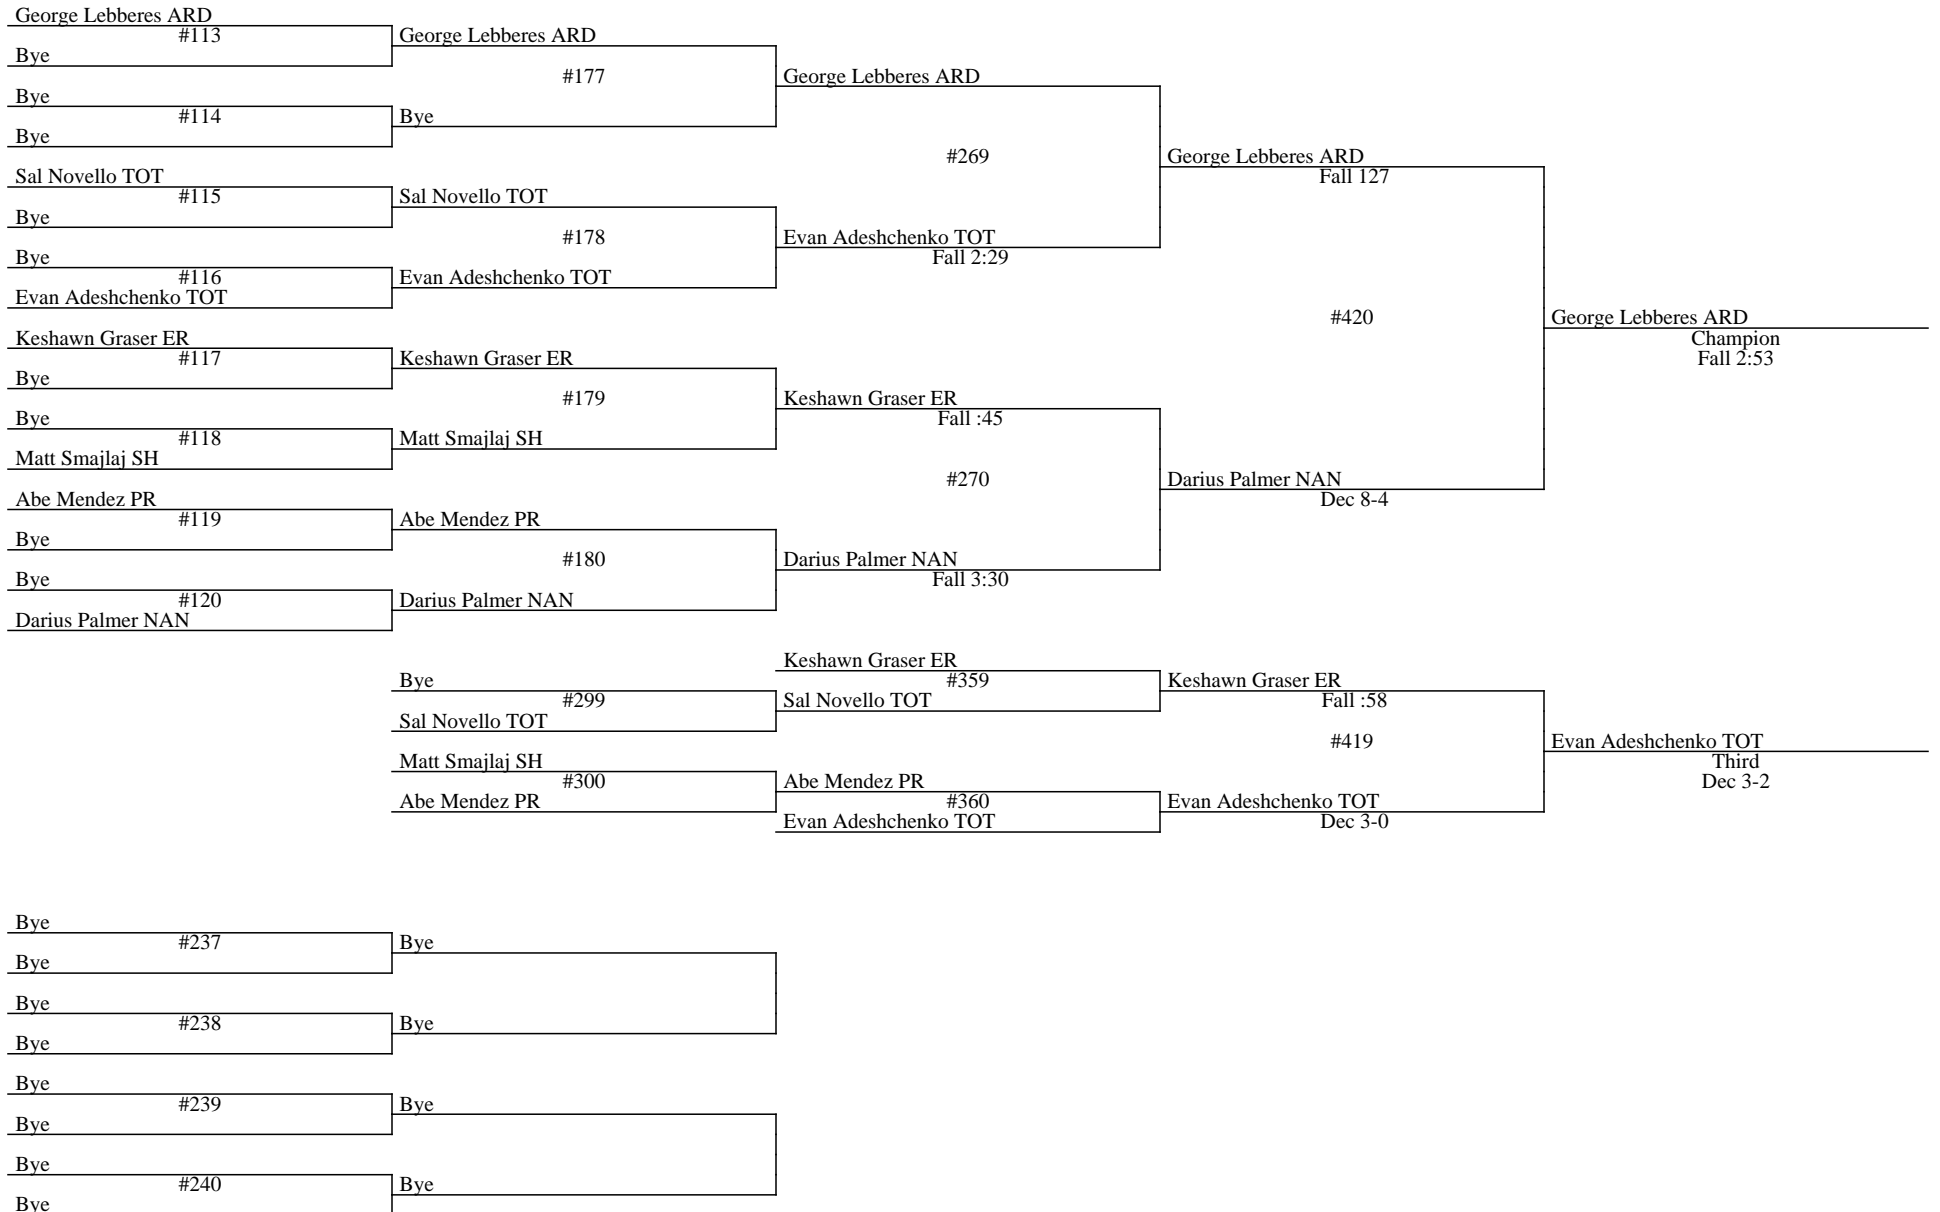 George Lebberes ARD
#113
Bye
George Lebberes ARD
#177
Bye
#114
Bye
Bye
George Lebberes ARD
#269
Sal Novello TOT
#115
Bye
Sal Novello TOT
#178
Bye
#116
Evan Adeshchenko TOT
Evan Adeshchenko TOT
Evan Adeshchenko TOT
Fall 2:29
George Lebberes ARD
Fall 127
#420
Keshawn Graser ER
#117
Bye
Keshawn Graser ER
#179
Bye
#118
Matt Smajlaj SH
Matt Smajlaj SH
Keshawn Graser ER
Fall :45
#270
Abe Mendez PR
#119
Bye
Abe Mendez PR
#180
Bye
#120
Darius Palmer NAN
Darius Palmer NAN
Darius Palmer NAN
Fall 3:30
Darius Palmer NAN
Dec 8-4
George Lebberes ARD
Champion
Fall 2:53
Keshawn Graser ER
#359
Bye
#299
Sal Novello TOT
Sal Novello TOT
Keshawn Graser ER
Fall :58
#419
Matt Smajlaj SH
#300
Abe Mendez PR
Abe Mendez PR
#360
Evan Adeshchenko TOT
Evan Adeshchenko TOT
Dec 3-0
Evan Adeshchenko TOT
Third
Dec 3-2
Bye
#237
Bye
Bye
Bye
#238
Bye
Bye
Bye
#239
Bye
Bye
Bye
#240
Bye
Bye